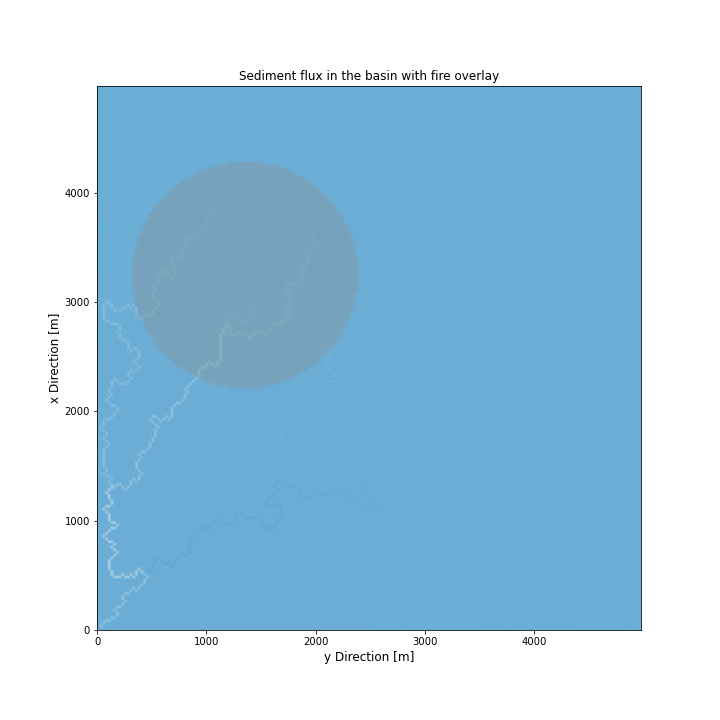 Sediment flux in the basin with fire overlay
4000
3000
2000
1000
0
x Direction [m]
0 1000 2000 3000 4000
y Direction [m]